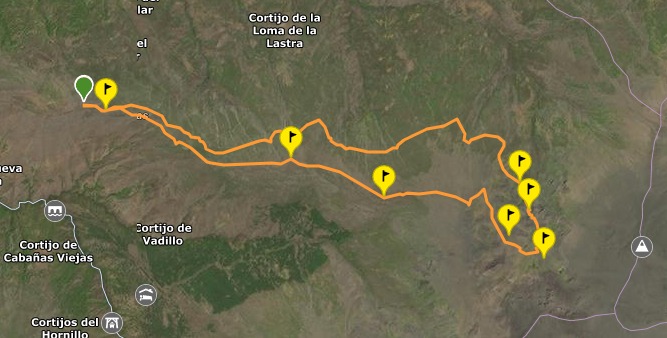 lar
Cortijo de la
Loma de la
Lastra
el
Cortijo de
Vadillo
Cortijo de
Cabañas Viejas
Cortijos del
Hornillo